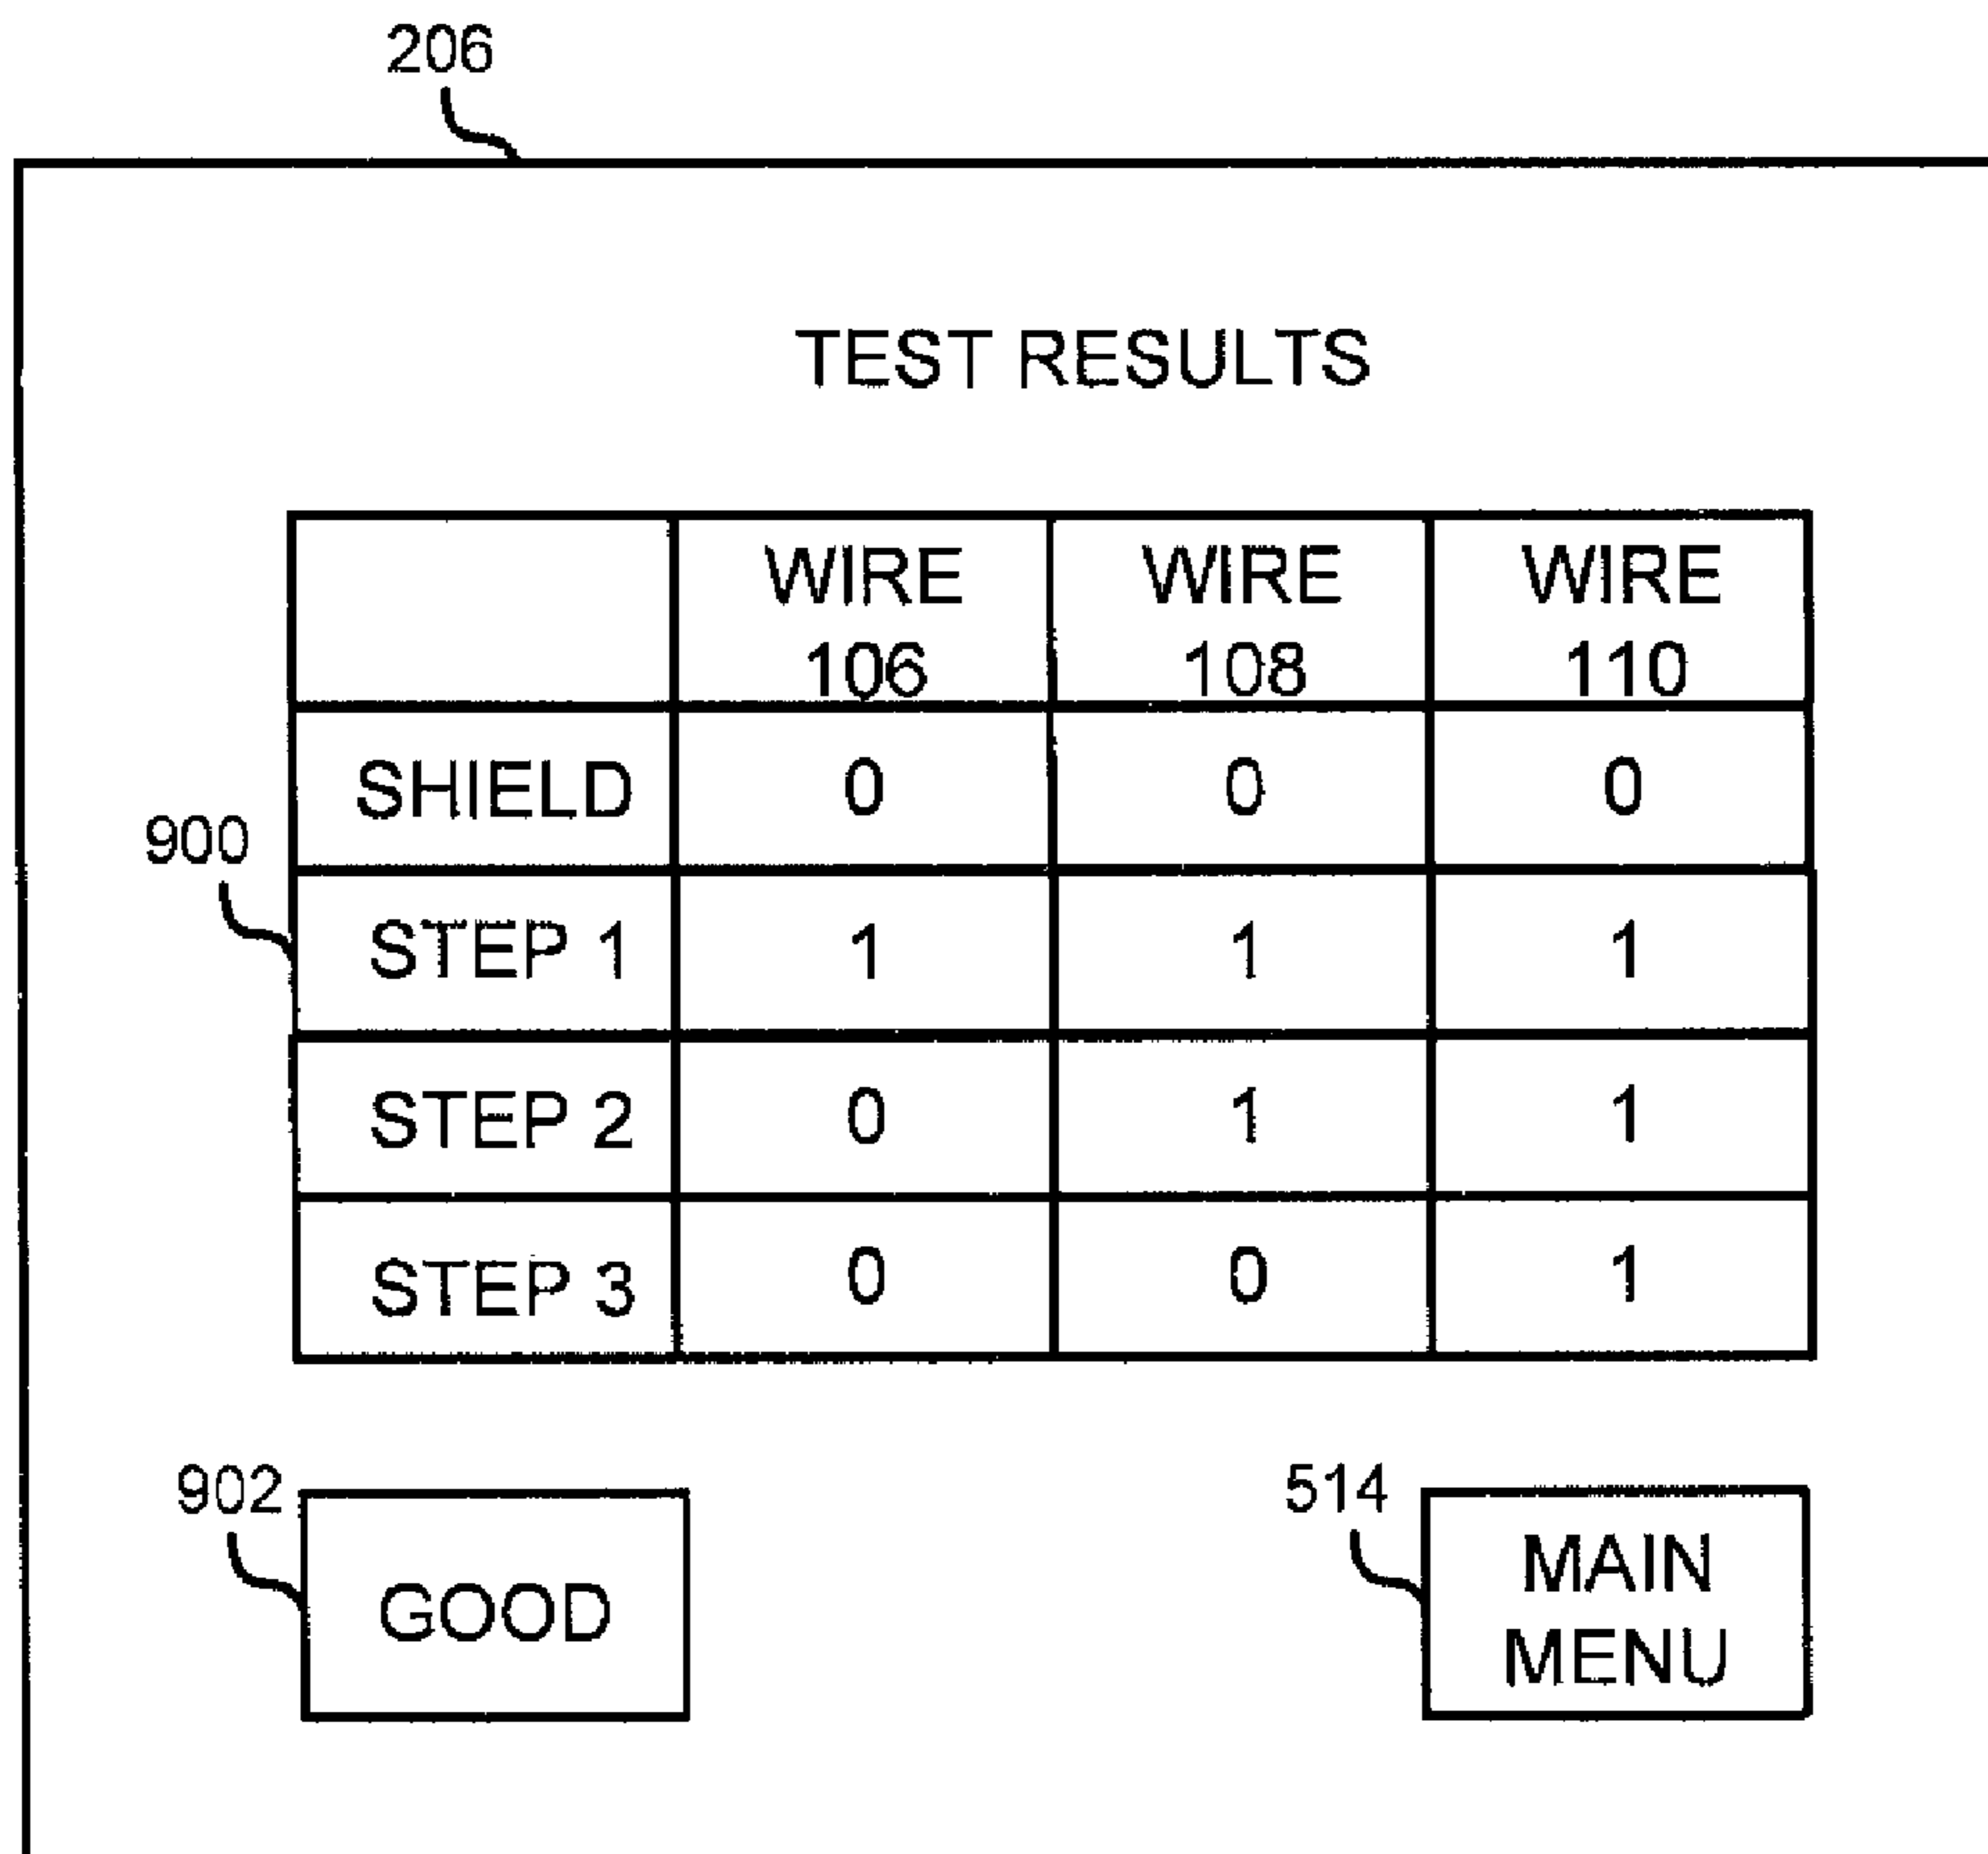 206
TEST RESULTS
WIRE 106 WIRE 108 WIRE 110
SHIELD 0 0 0
900
STEP 1 1 1 1
STEP 2 0 1 1
STEP 3 0 0 1
902
514
GOOD
MAIN
MENU